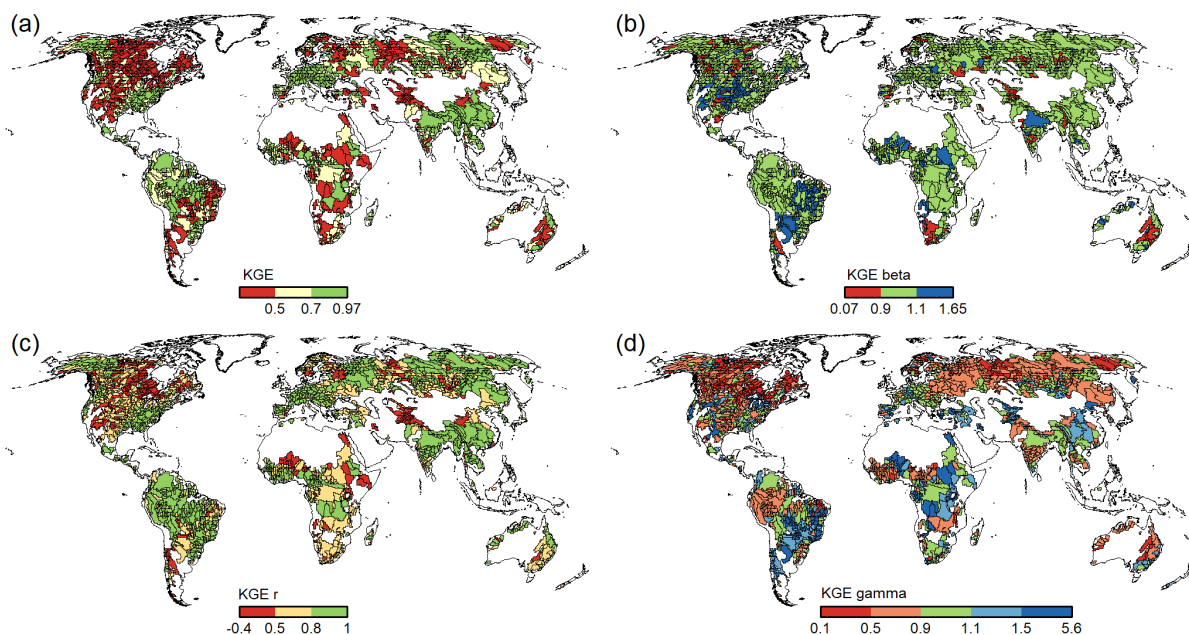 (a)
(b)
KGE
0.5 0.7 0.97
KGE beta
0.07 0.9 1.1 1.65
(c)
(d)
KGE r
-0.4 0.5 0.8 1
KGE gamma
0.1 0.5 0.9 1.1 1.5 5.6